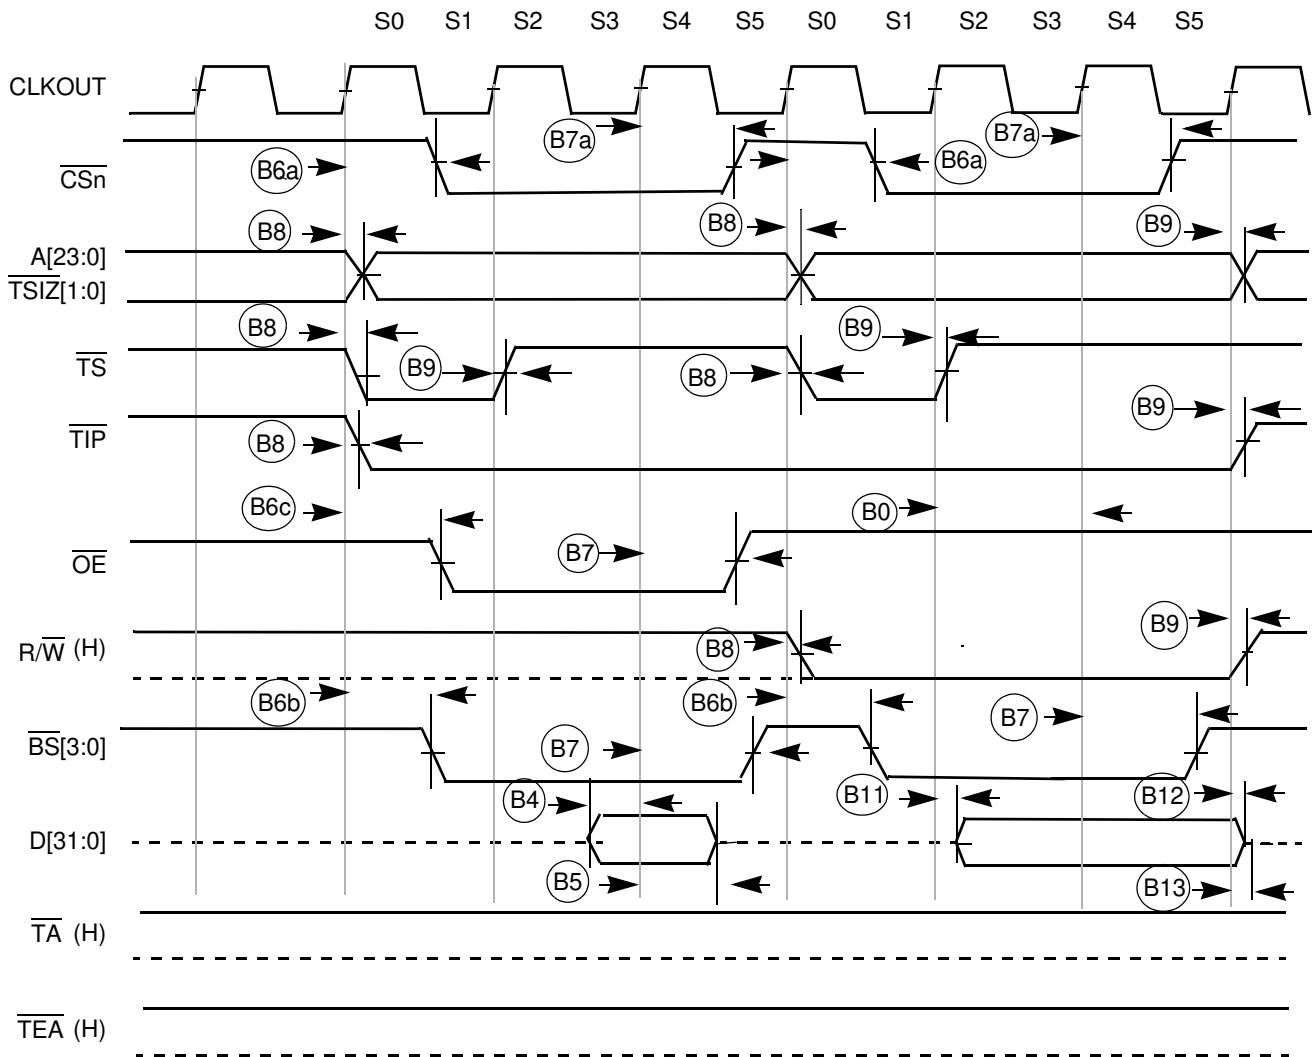 S0 S1 S2 S3 S4 S5 S0 S1 S2 S3 S4 S5
CLKOUT
B7a B7a
CSn B6a B6a
B8 B8 B9
A[23:0]
TSIZ[1:0]
B8 B9
TS B9 B8
B9
TIP B8
B6c B0
OE B7
R/W (H) B8 B9
B6b B6b
BS[3:0] B7 B7
B4 B11 B12
D[31:0]
B5 B13
TA (H)
TEA (H)